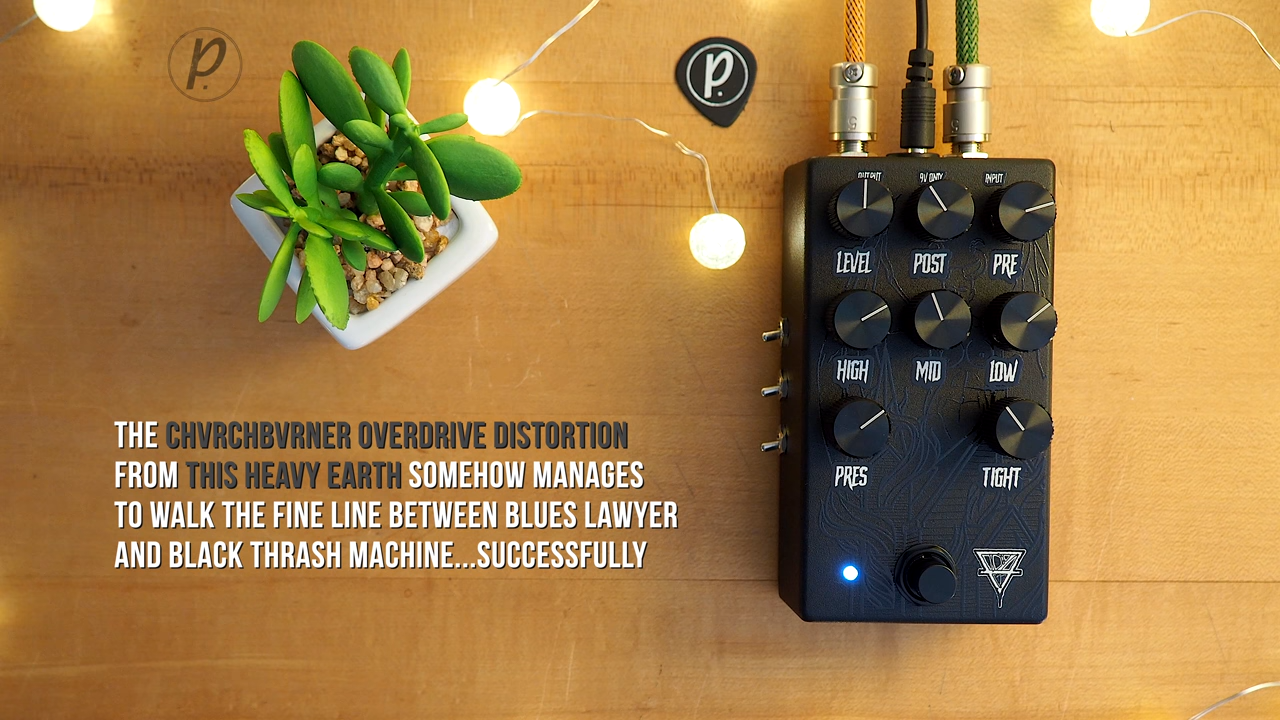 p.
p.
OUTPUT 9V ONLY INPUT
LEVEL POST PRE
HIGH MID LOW
PRES TIGHT
THE CHVRCHBVRNER OVERDRIVE DISTORTION
FROM THIS HEAVY EARTH SOMEHOW MANAGES
TO WALK THE FINE LINE BETWEEN BLUES LAWYER
AND BLACK THRASH MACHINE...SUCCESSFULLY